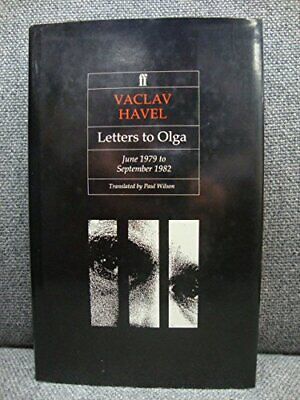 ff
VACLAV
HAVEL
Letters to Olga
June 1979 to
September 1982
Translated by Paul Wilson